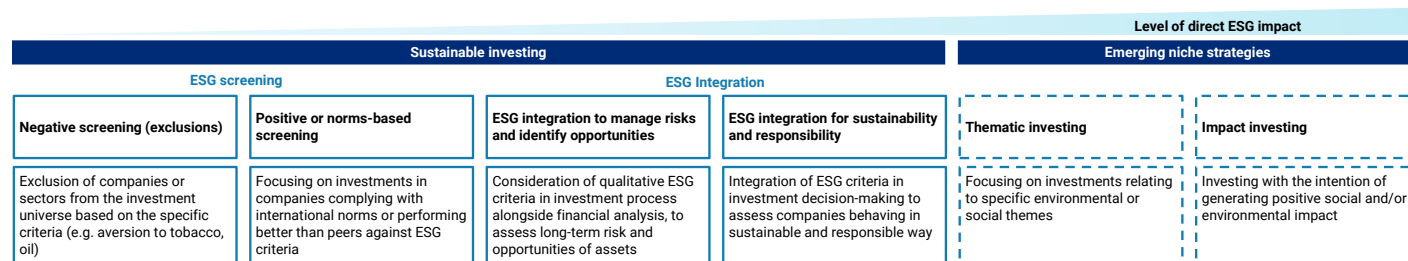 Level of direct ESG impact
Sustainable investing
Emerging niche strategies
ESG screening
ESG Integration
Negative screening (exclusions)
Positive or norms-based
screening
ESG integration to manage risks
and identify opportunities
ESG integration for sustainability
and responsibility
Thematic investing
Impact investing
Exclusion of companies or
sectors from the investment
universe based on the specific
criteria (e.g. aversion to tobacco,
oil)
Focusing on investments in
companies complying with
international norms or performing
better than peers against ESG
criteria
Consideration of qualitative ESG
criteria in investment process
alongside financial analysis, to
assess long-term risk and
opportunities of assets
Integration of ESG criteria in
investment decision-making to
assess companies behaving in
sustainable and responsible way
Focusing on investments relating
to specific environmental or
social themes
Investing with the intention of
generating positive social and/or
environmental impact